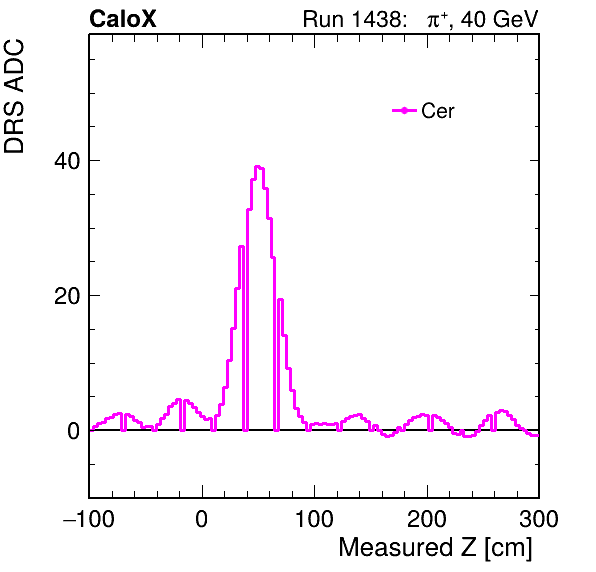 CaloX Run 1438: π⁺, 40 GeV
DRS ADC
Cer
40
20
0
−100 0 100 200 300
Measured Z [cm]